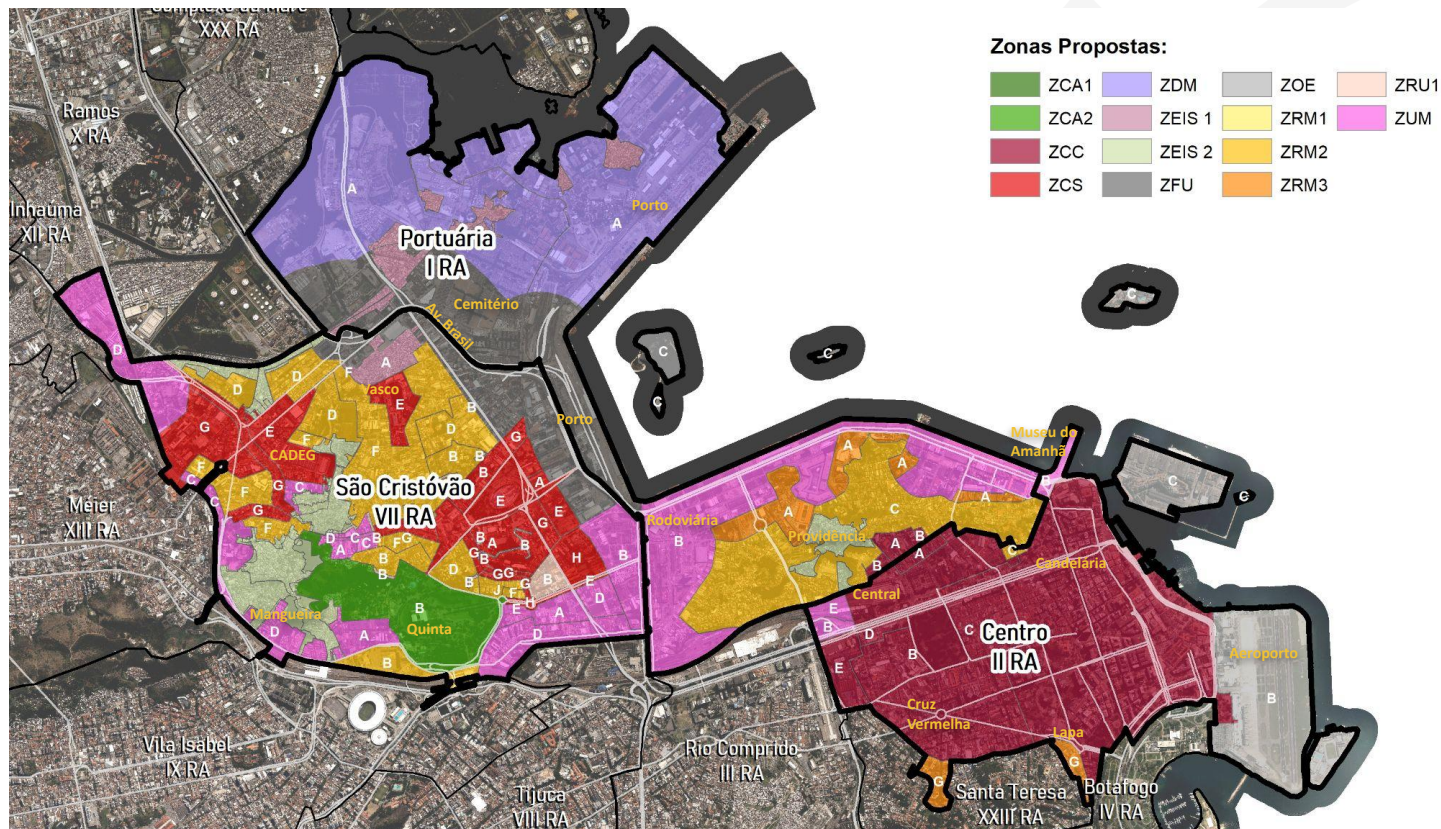 Complexo da Maré
XXX RA
Ramos
X RA
Inhaúma
XII RA
Méier
XIII RA
Vila Isabel
IX RA
Tijuca
VIII RA
Rio Comprido
III RA
Santa Teresa
XXIII RA
Botafogo
IV RA
Portuária
I RA
São Cristóvão
VII RA
Centro
II RA
Porto
Cemitério
Av. Brasil
Vasco
Porto
CADEG
Mangueira
Quinta
Rodoviária
Providência
Central
Candelária
Museu do
Amanhã
Cruz
Vermelha
Lapa
Aeroporto
Zonas Propostas:
ZCA1 ZDM ZOE ZRU1
ZCA2 ZEIS 1 ZRM1 ZUM
ZCC ZEIS 2 ZRM2
ZCS ZFU ZRM3